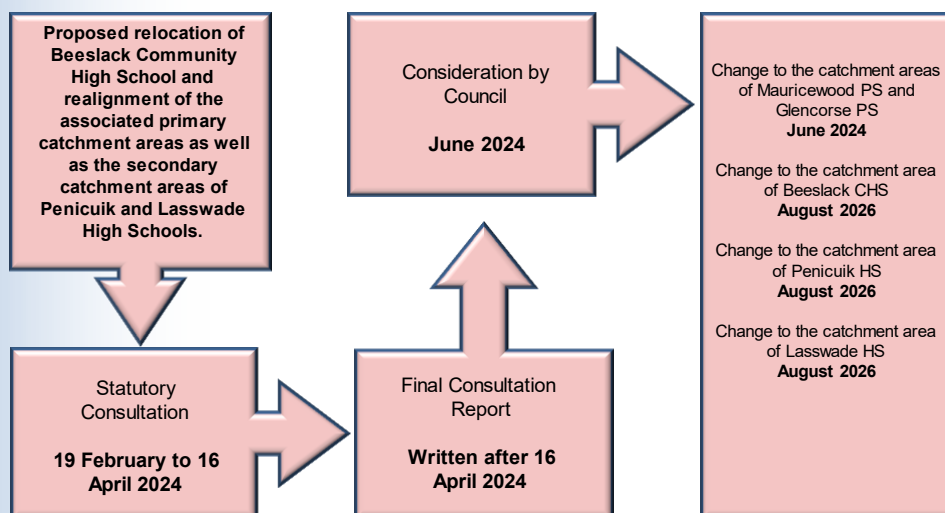 Proposed relocation of
Beeslack Community
High School and
realignment of the
associated primary
catchment areas as well
as the secondary
catchment areas of
Penicuik and Lasswade
High Schools.
Statutory
Consultation
19 February to 16
April 2024
Final Consultation
Report
Written after 16
April 2024
Consideration by
Council
June 2024
Change to the catchment areas
of Mauricewood PS and
Glencorse PS
June 2024
Change to the catchment area
of Beeslack CHS
August 2026
Change to the catchment area
of Penicuik HS
August 2026
Change to the catchment area
of Lasswade HS
August 2026